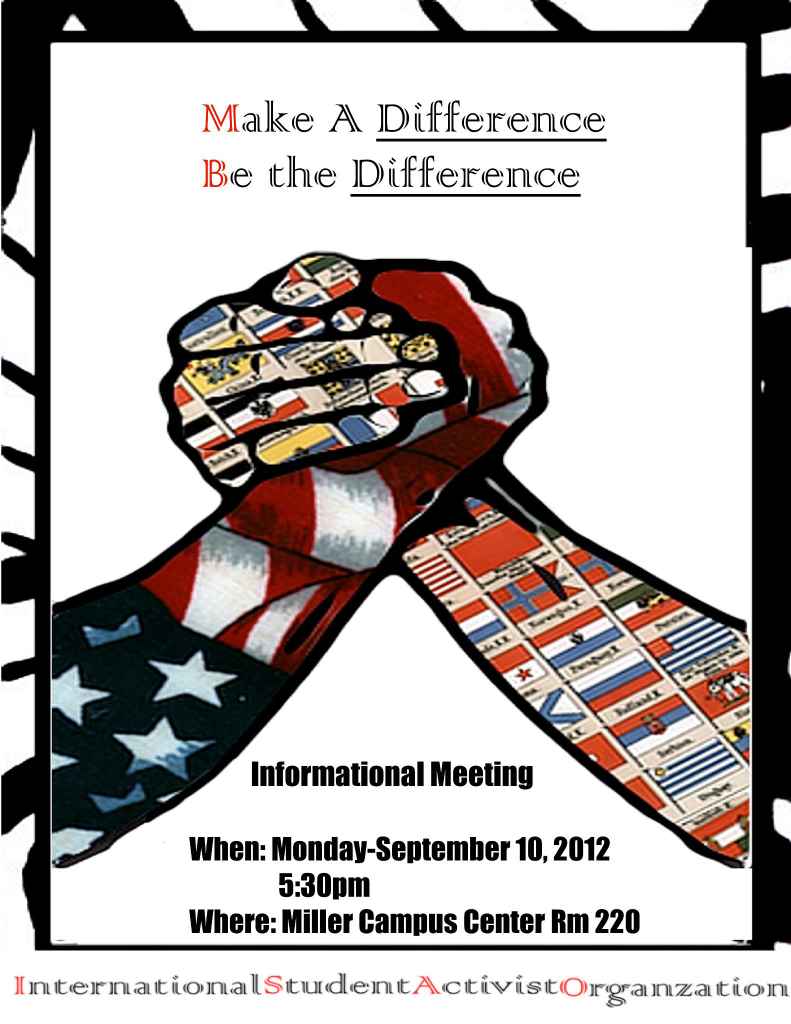 Make A Difference
Be the Difference
Informational Meeting
When: Monday-September 10, 2012
5:30pm
Where: Miller Campus Center Rm 220
InternationalStudentActivistOrganzation